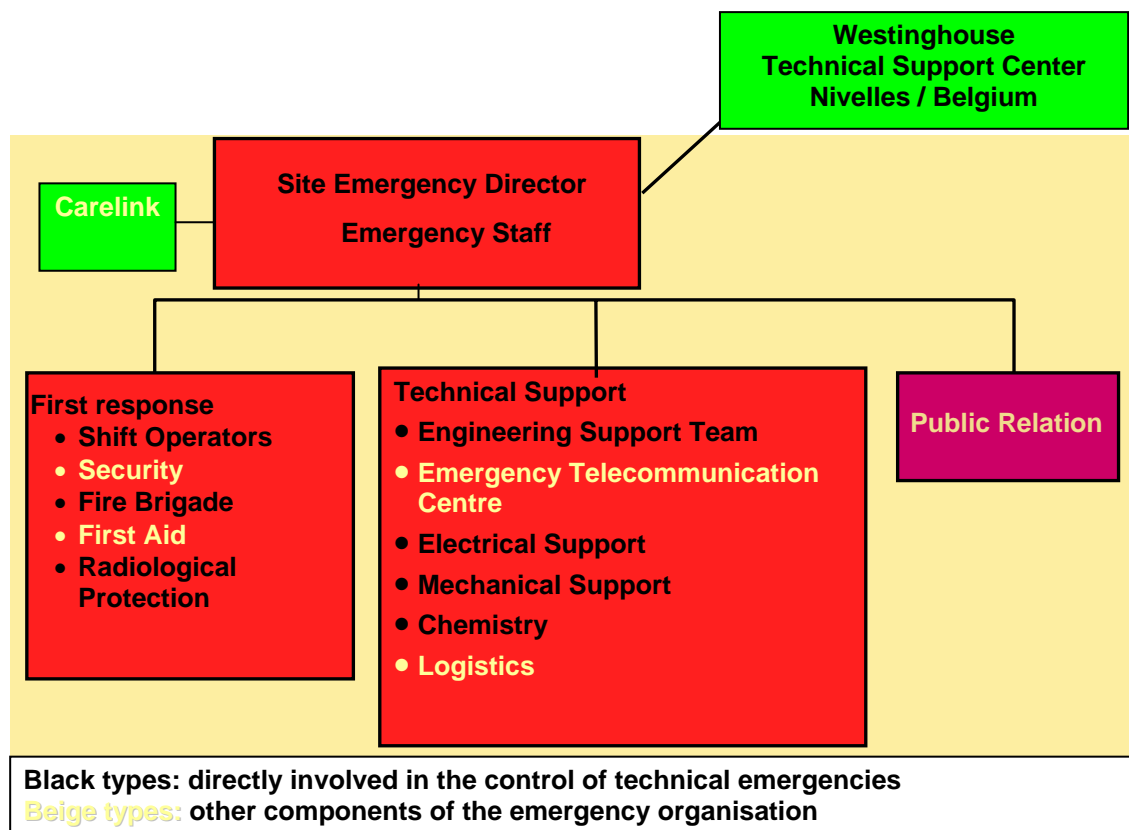 Westinghouse
Technical Support Center
Nivelles / Belgium
Site Emergency Director
Emergency Staff
Carelink
First response
• Shift Operators
• Security
• Fire Brigade
• First Aid
• Radiological
Protection
Technical Support
• Engineering Support Team
• Emergency Telecommunication
Centre
• Electrical Support
• Mechanical Support
• Chemistry
• Logistics
Public Relation
Black types: directly involved in the control of technical emergencies
Beige types: other components of the emergency organisation